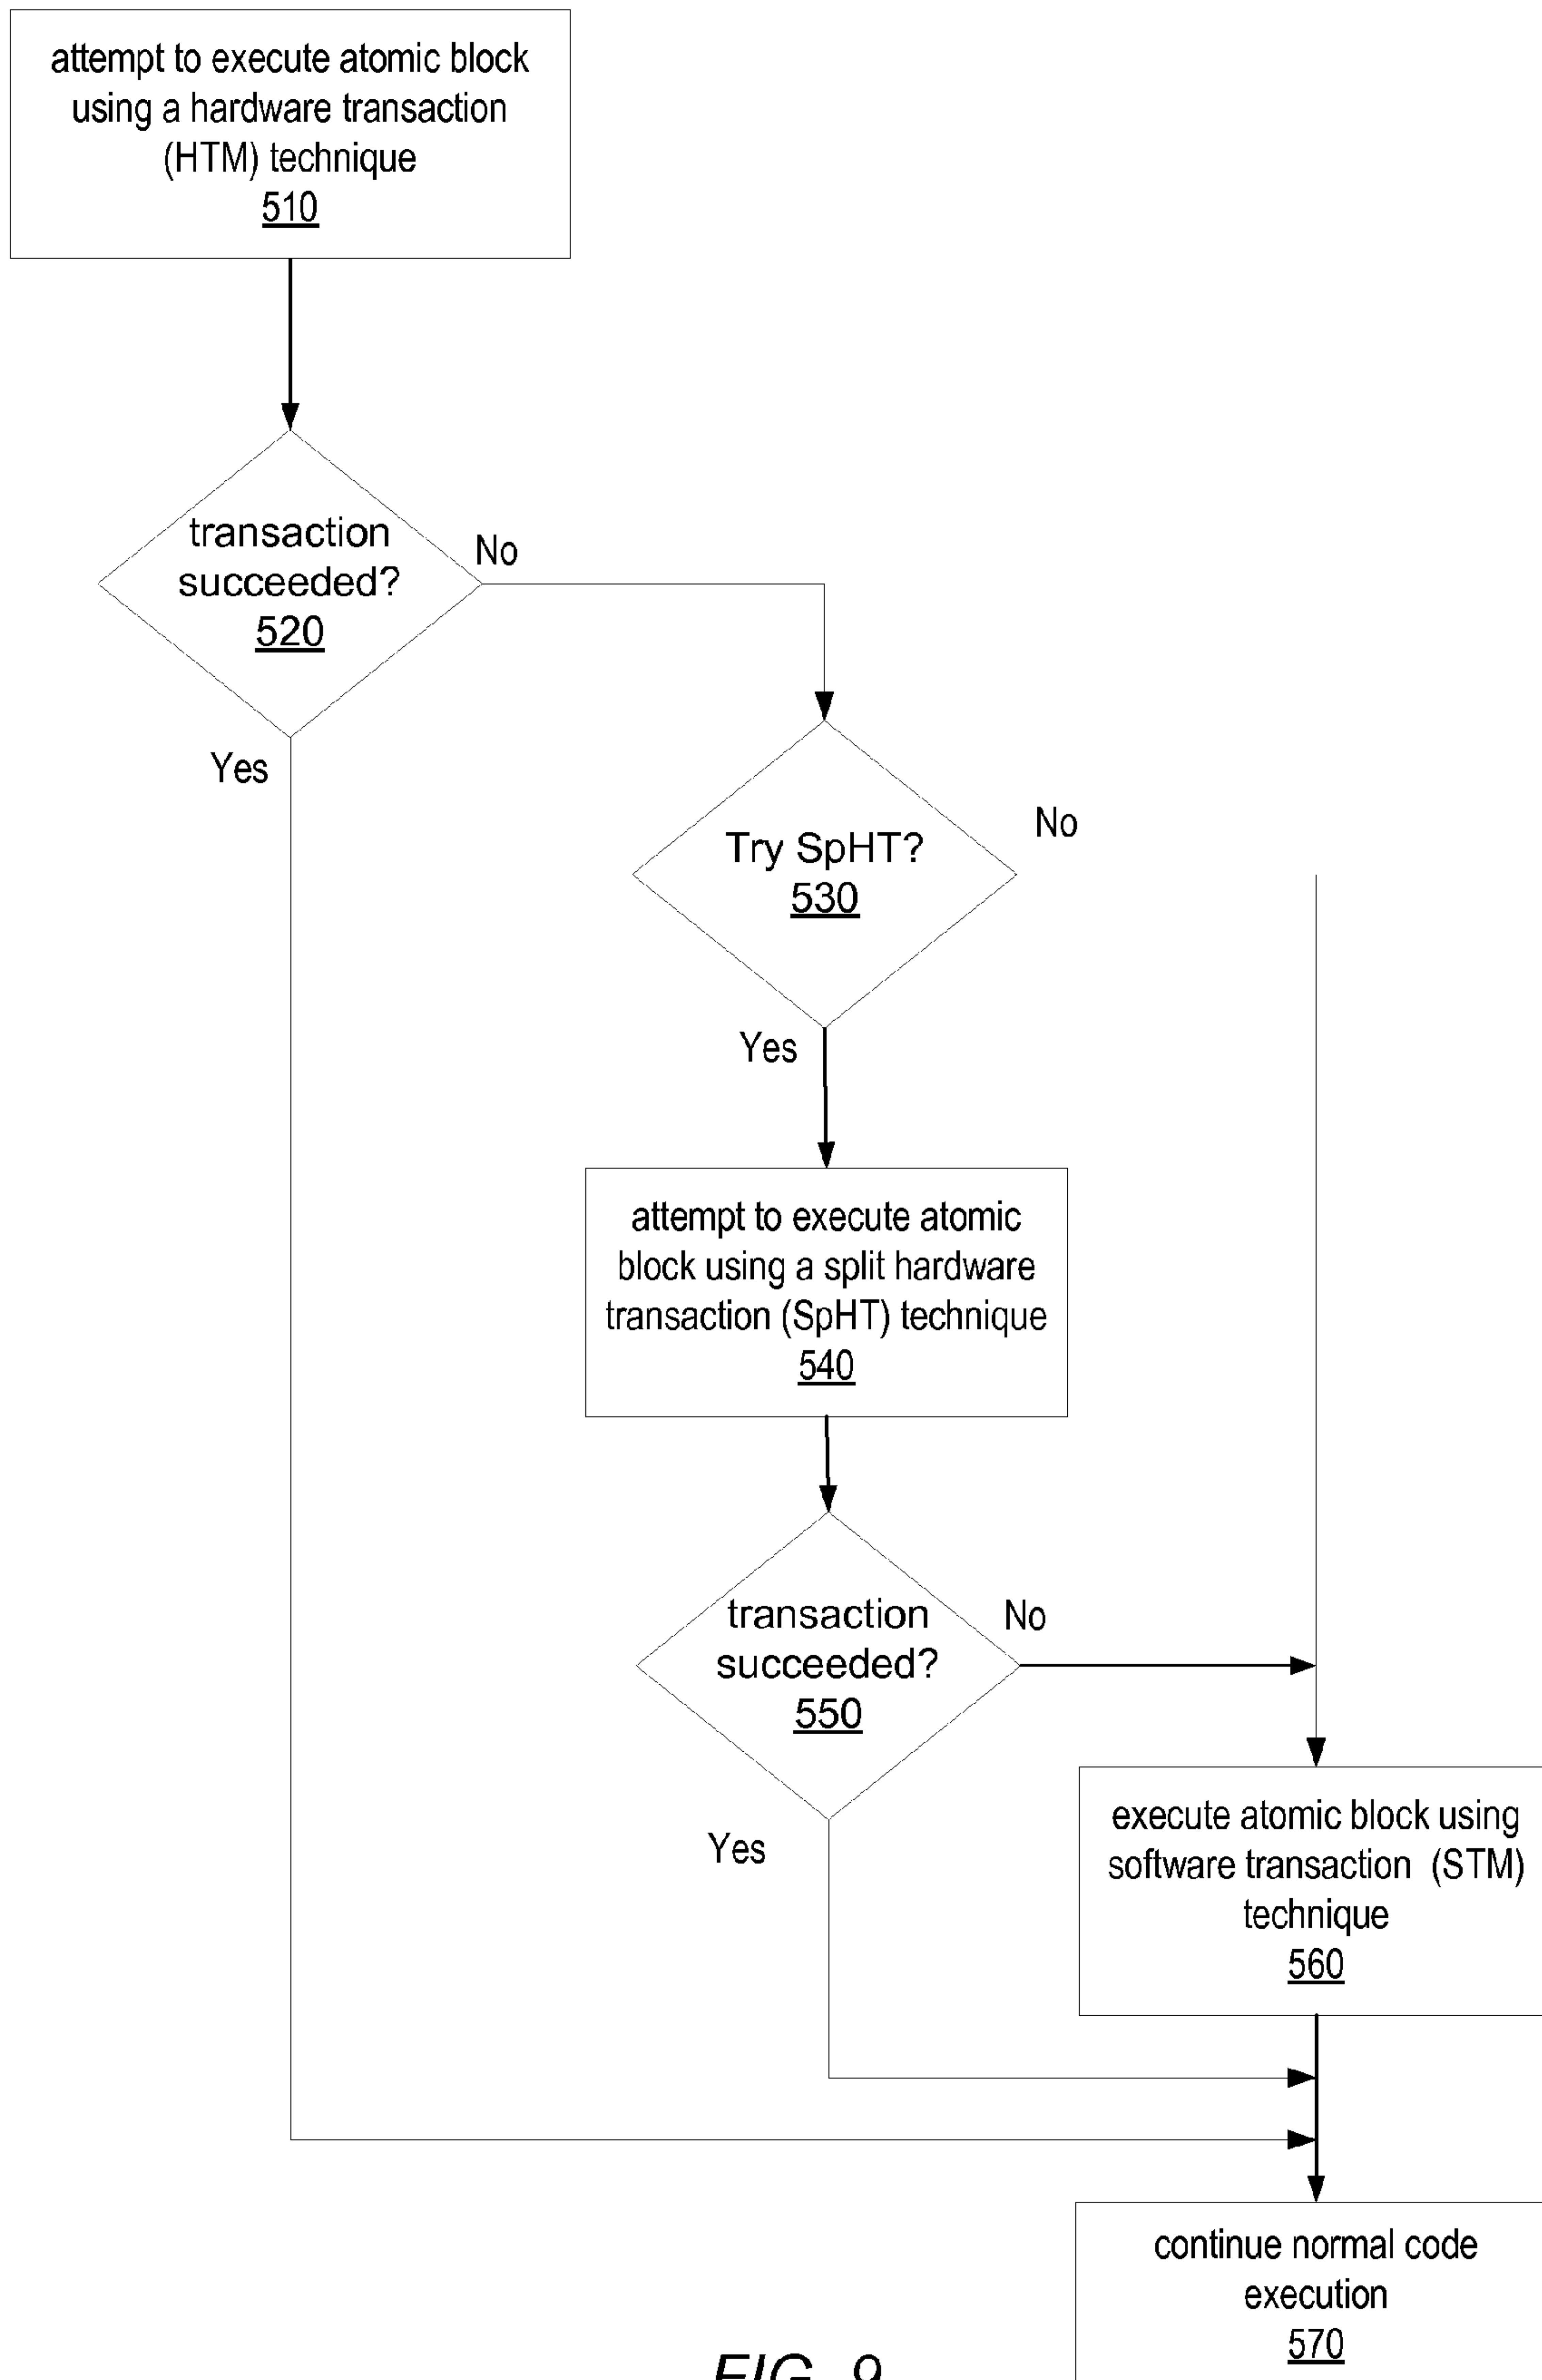 attempt to execute atomic block
using a hardware transaction
(HTM) technique
510
transaction
succeeded?
520
No
Yes
Try SpHT?
530
No
Yes
attempt to execute atomic
block using a split hardware
transaction (SpHT) technique
540
transaction
succeeded?
550
No
Yes
execute atomic block using
software transaction (STM)
technique
560
continue normal code
execution
570
FIG. 9